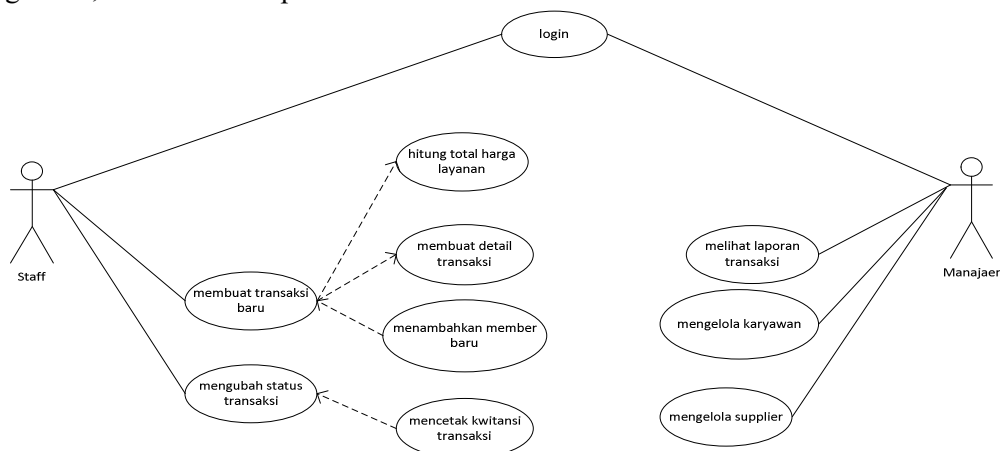 login
hitung total harga
layanan
membuat detail
transaksi
melihat laporan
transaksi
Staff
Manajaer
membuat transaksi
baru
menambahkan member
baru
mengelola karyawan
mengubah status
transaksi
mencetak kwitansi
transaksi
mengelola supplier